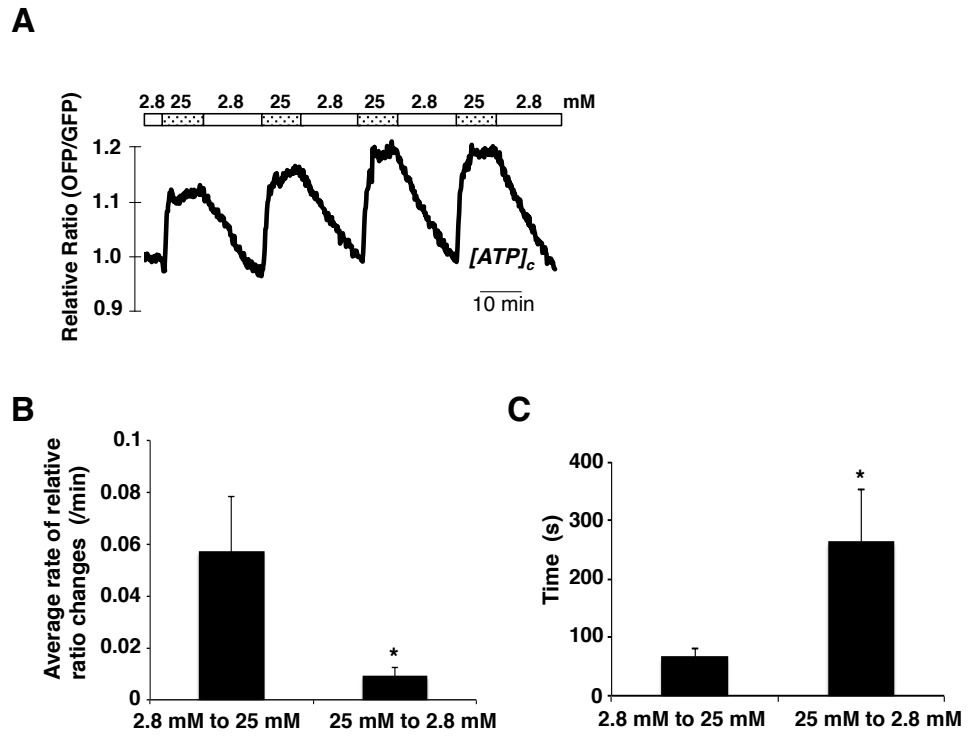 A
2.8 25 2.8 25 2.8 25 2.8 25 2.8 mM
Relative Ratio (OFP/GFP)
1.2
1.1
1.0
0.9
[ATP]c
10 min
B
Average rate of relative
ratio changes (/min)
0.1
0.08
0.06
0.04
0.02
0
*
2.8 mM to 25 mM 25 mM to 2.8 mM
C
Time (s)
400
300
200
100
0
*
2.8 mM to 25 mM 25 mM to 2.8 mM